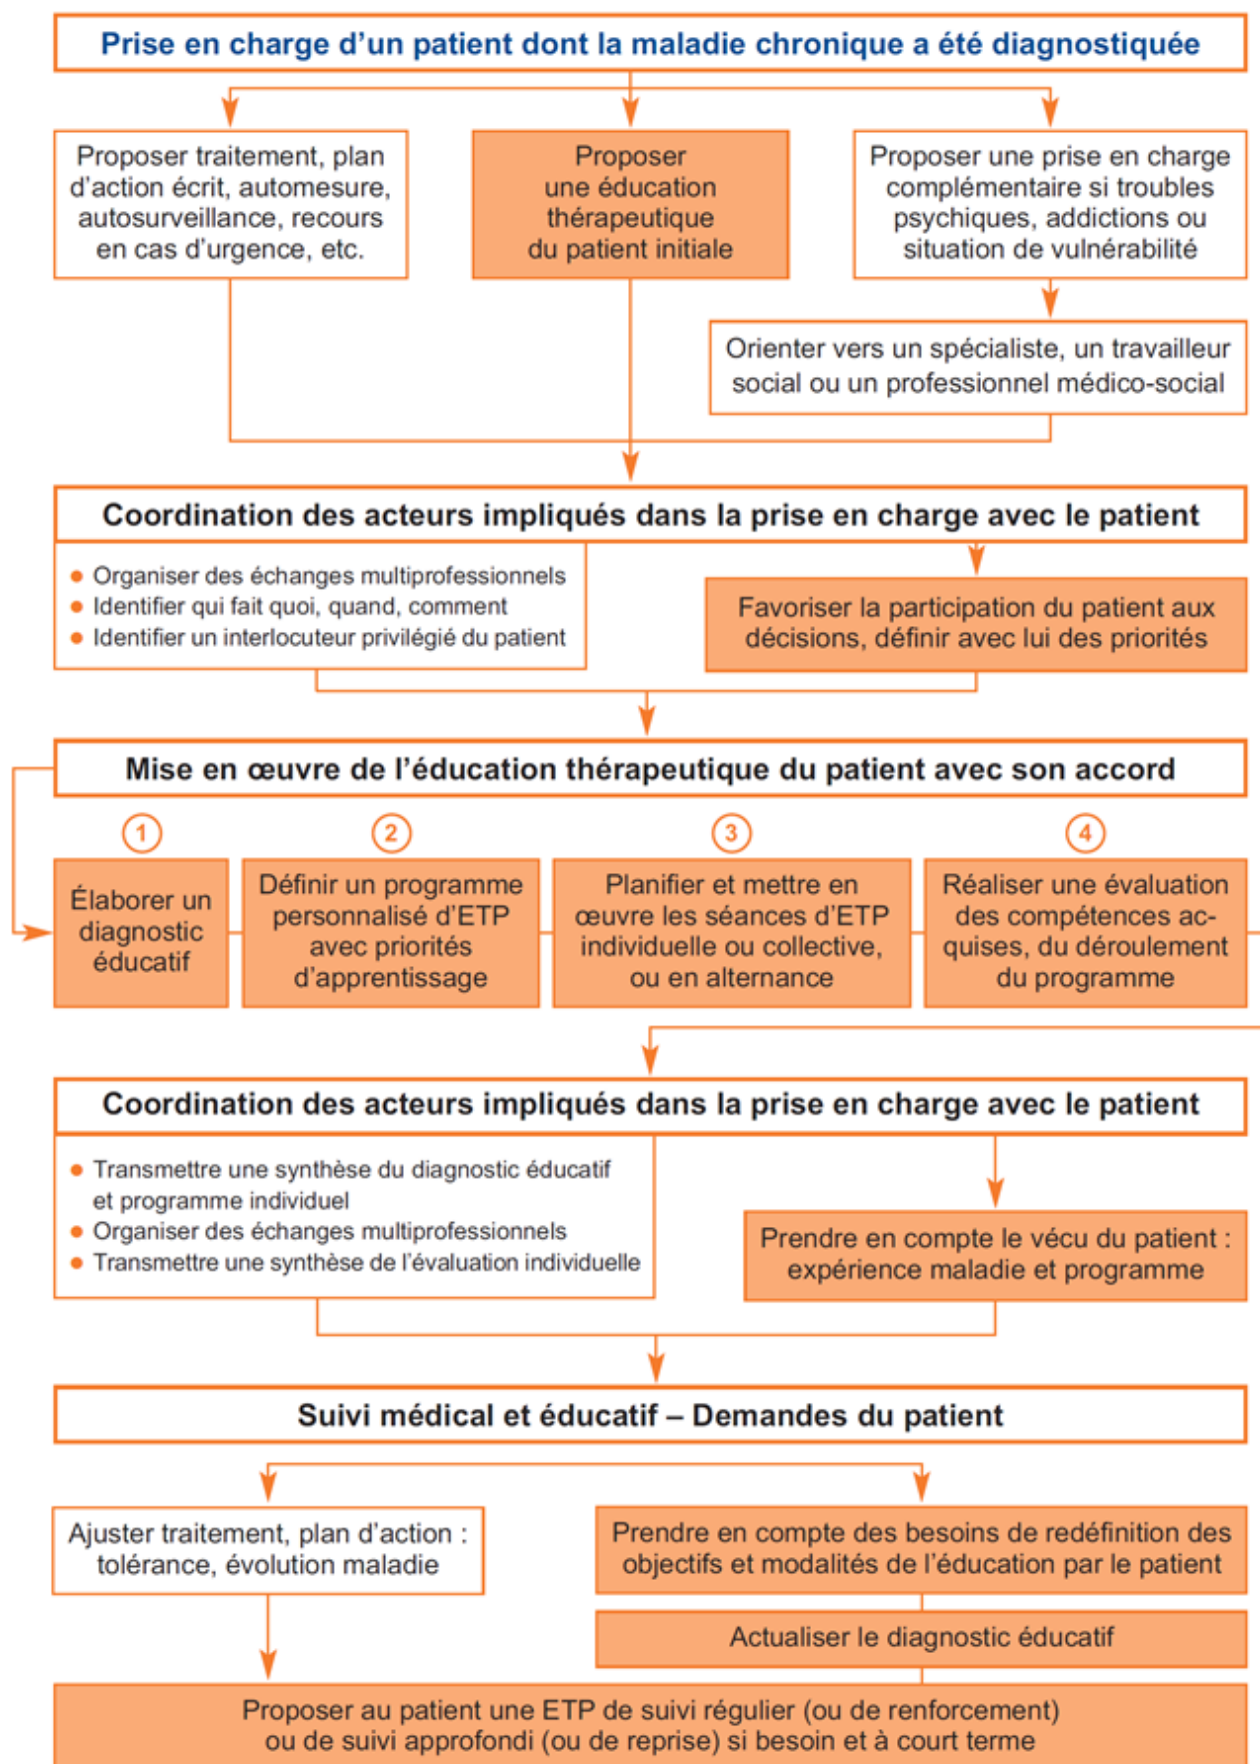 Prise en charge d'un patient dont la maladie chronique a été diagnostiquée
Proposer traitement, plan
d'action écrit, automesure,
autosurveillance, recours
en cas d'urgence, etc.
Proposer
une éducation
thérapeutique
du patient initiale
Proposer une prise en charge
complémentaire si troubles
psychiques, addictions ou
situation de vulnérabilité
Orienter vers un spécialiste, un travailleur
social ou un professionnel médico-social
Coordination des acteurs impliqués dans la prise en charge avec le patient
● Organiser des échanges multiprofessionnels
● Identifier qui fait quoi, quand, comment
● Identifier un interlocuteur privilégié du patient
Favoriser la participation du patient aux
décisions, définir avec lui des priorités
Mise en œuvre de l'éducation thérapeutique du patient avec son accord
1
Élaborer un
diagnostic
éducatif
2
Définir un programme
personnalisé d'ETP
avec priorités
d'apprentissage
3
Planifier et mettre en
œuvre les séances d'ETP
individuelle ou collective,
ou en alternance
4
Réaliser une évaluation
des compétences ac-
quises, du déroulement
du programme
Coordination des acteurs impliqués dans la prise en charge avec le patient
● Transmettre une synthèse du diagnostic éducatif
et programme individuel
● Organiser des échanges multiprofessionnels
● Transmettre une synthèse de l'évaluation individuelle
Prendre en compte le vécu du patient :
expérience maladie et programme
Suivi médical et éducatif – Demandes du patient
Ajuster traitement, plan d'action :
tolérance, évolution maladie
Prendre en compte des besoins de redéfinition des
objectifs et modalités de l'éducation par le patient
Actualiser le diagnostic éducatif
Proposer au patient une ETP de suivi régulier (ou de renforcement)
ou de suivi approfondi (ou de reprise) si besoin et à court terme